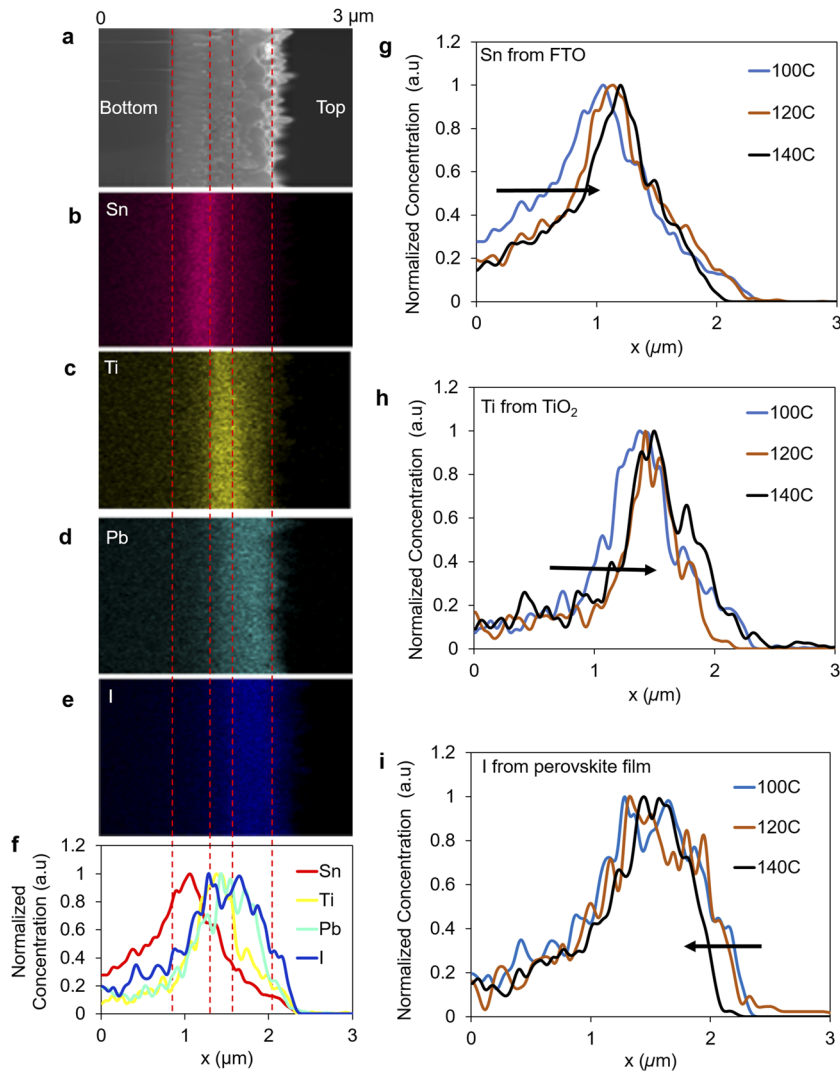 0
3 μm
a
Bottom
Top
b
Sn
c
Ti
d
Pb
e
I
f
Normalized
Concentration (a.u)
1.2
1
0.8
0.6
0.4
0.2
0
Sn
Ti
Pb
I
0
1
2
3
x (μm)
g
Sn from FTO
Normalized Concentration (a.u)
1.2
1
0.8
0.6
0.4
0.2
0
100C
120C
140C
0
1
2
3
x (μm)
h
Ti from TiO₂
Normalized Concentration (a.u)
1.2
1
0.8
0.6
0.4
0.2
0
100C
120C
140C
0
1
2
3
x (μm)
i
I from perovskite film
Normalized Concentration (a.u)
1.2
1
0.8
0.6
0.4
0.2
0
100C
120C
140C
0
1
2
3
x (μm)